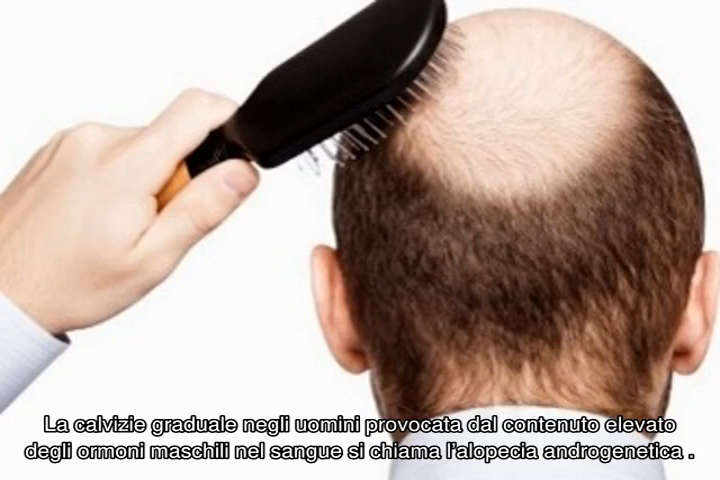 La calvizie graduale negli uomini provocata dal contenuto elevato
degli ormoni maschili nel sangue si chiama l'alopecia androgenetica .